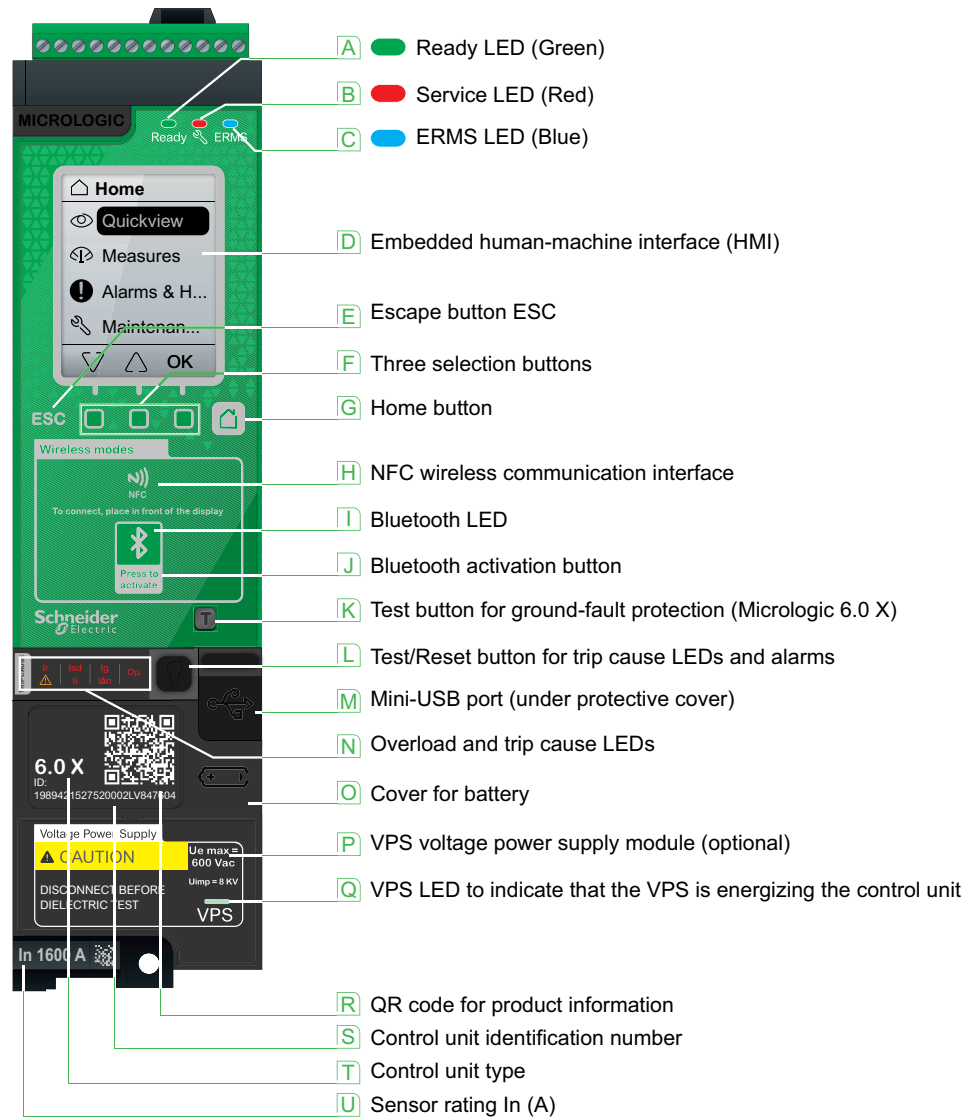 A Ready LED (Green)
B Service LED (Red)
C ERMS LED (Blue)
D Embedded human-machine interface (HMI)
E Escape button ESC
F Three selection buttons
G Home button
H NFC wireless communication interface
I Bluetooth LED
J Bluetooth activation button
K Test button for ground-fault protection (Micrologic 6.0 X)
L Test/Reset button for trip cause LEDs and alarms
M Mini-USB port (under protective cover)
N Overload and trip cause LEDs
O Cover for battery
P VPS voltage power supply module (optional)
Q VPS LED to indicate that the VPS is energizing the control unit
R QR code for product information
S Control unit identification number
T Control unit type
U Sensor rating In (A)
MICROLOGIC
Ready ERMS
Home
Quickview
Measures
Alarms & H...
Maintenan...
OK
ESC
Wireless modes
NFC
To connect, place in front of the display
Press to
activate
Schneider
Electric
T
Ir Isd Ig Op.
Ii IΔn
6.0 X
ID:
1989421527520002LV847604
Voltage Power Supply
CAUTION
DISCONNECT BEFORE
DIELECTRIC TEST
Ue max =
600 Vac
Uimp = 8 KV
VPS
In 1600 A